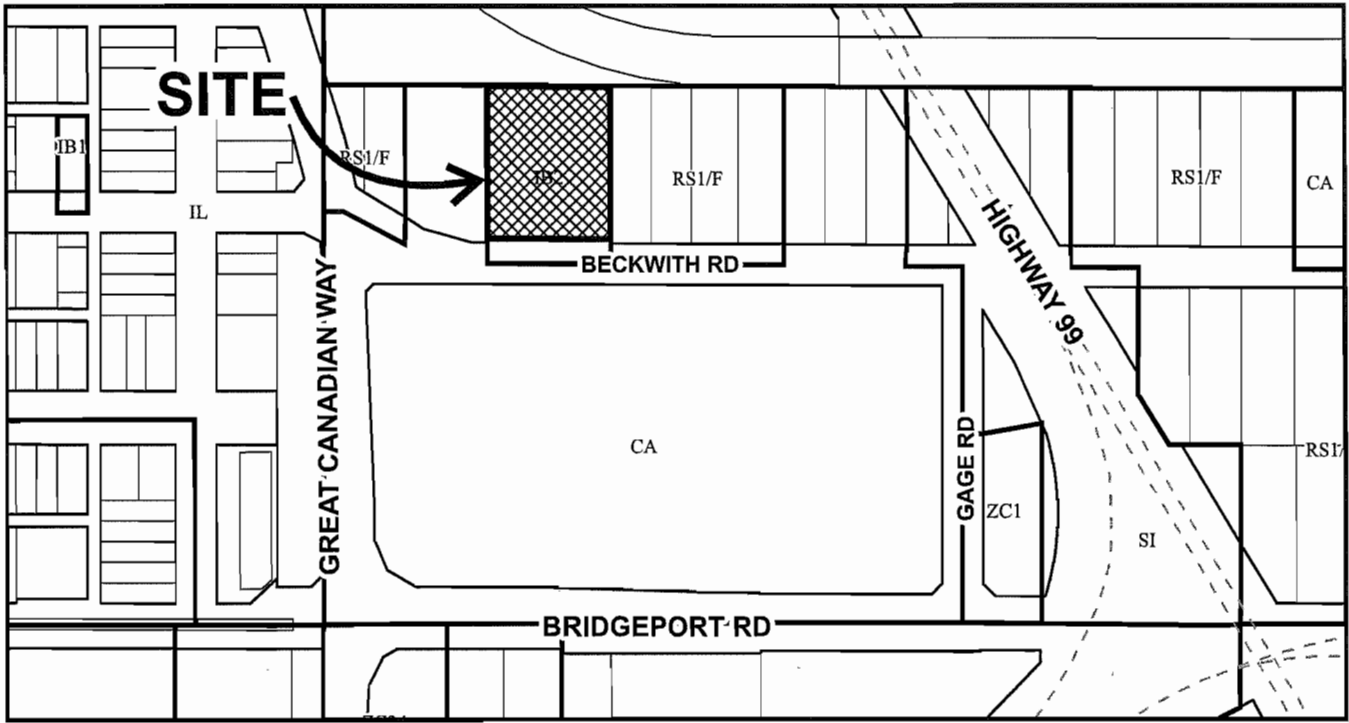 SITE
IB1
RS1/F
RS1/F
RS1/F
CA
IL
HIGHWAY 99
BECKWITH RD
GREAT CANADIAN WAY
CA
GAGE RD
RS1/
ZC1
SI
BRIDGEPORT RD